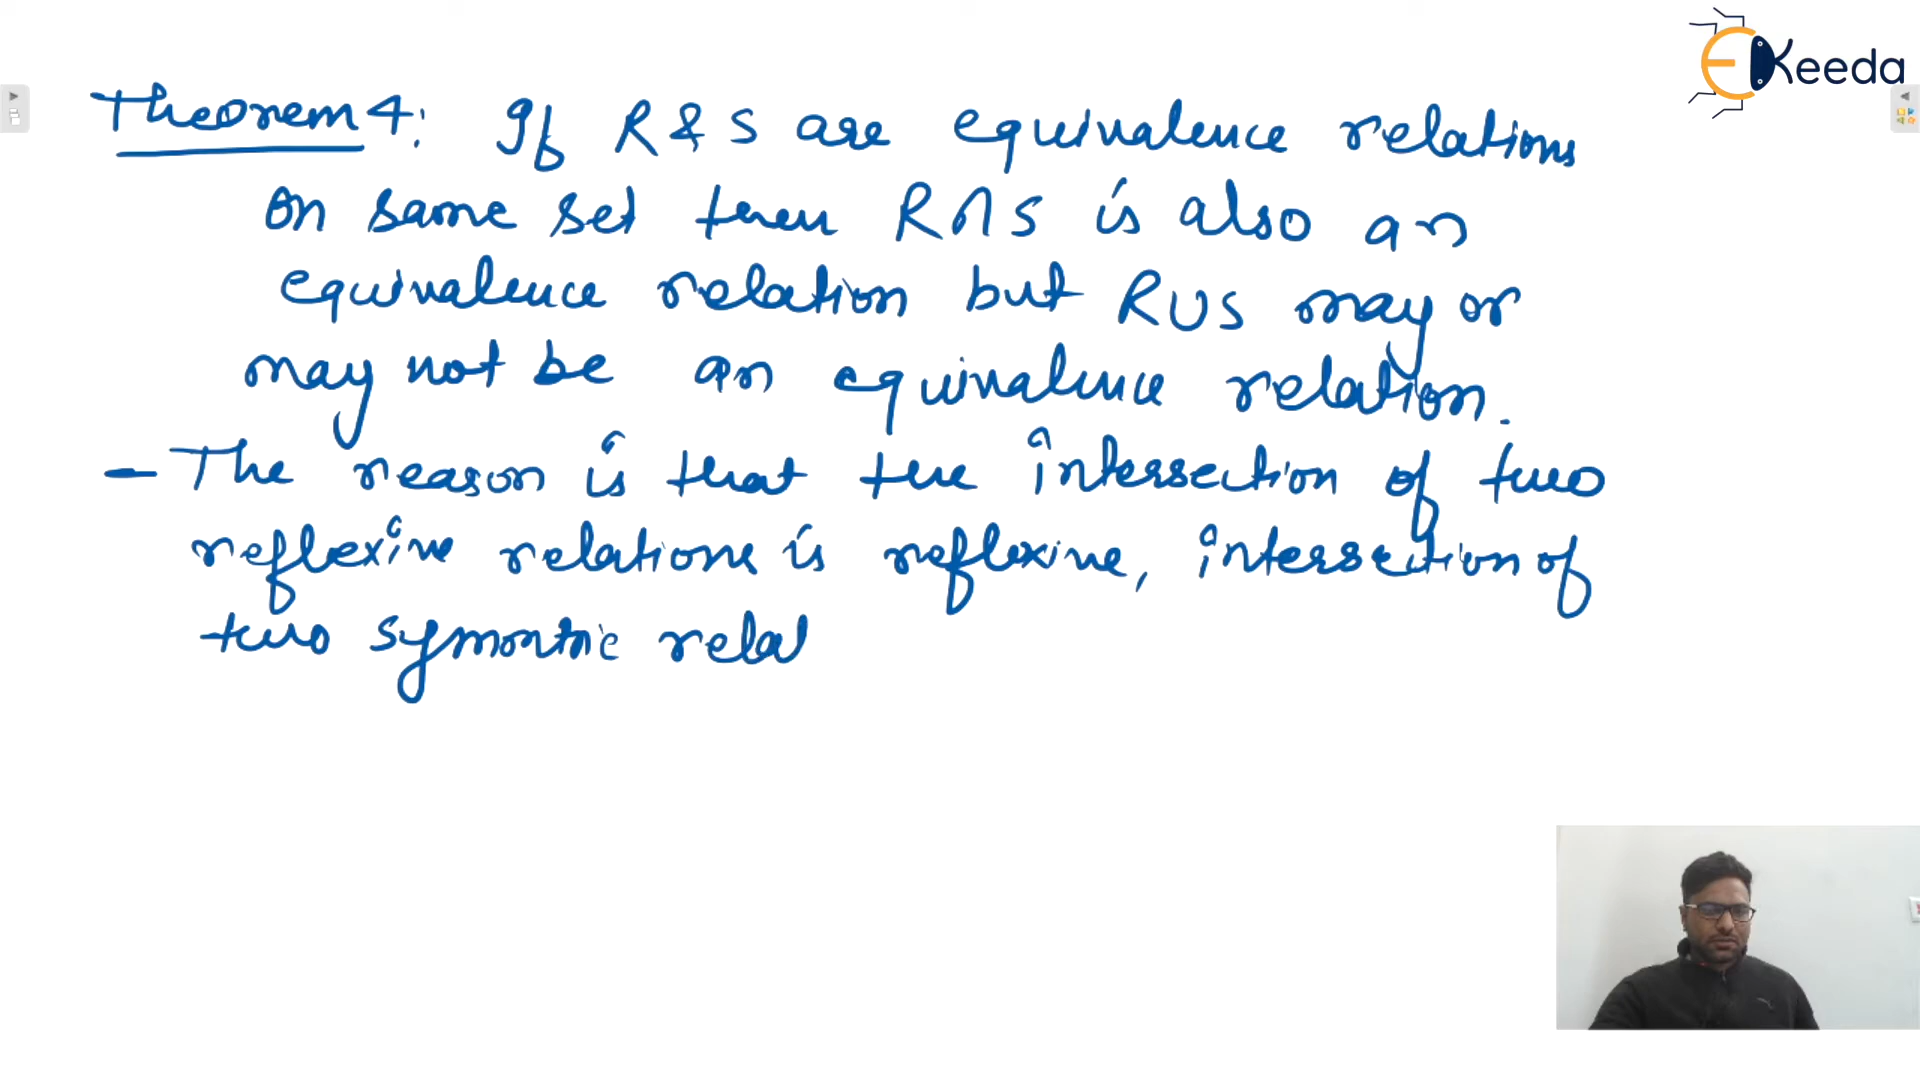 EKeeda
Theorem 4: If R & S are equivalence relations
on same set then R∩S is also an
equivalence relation but R∪S may or
may not be an equivalence relation.
- The reason is that the intersection of two
reflexive relations is reflexive, intersection of
two symmtric relat